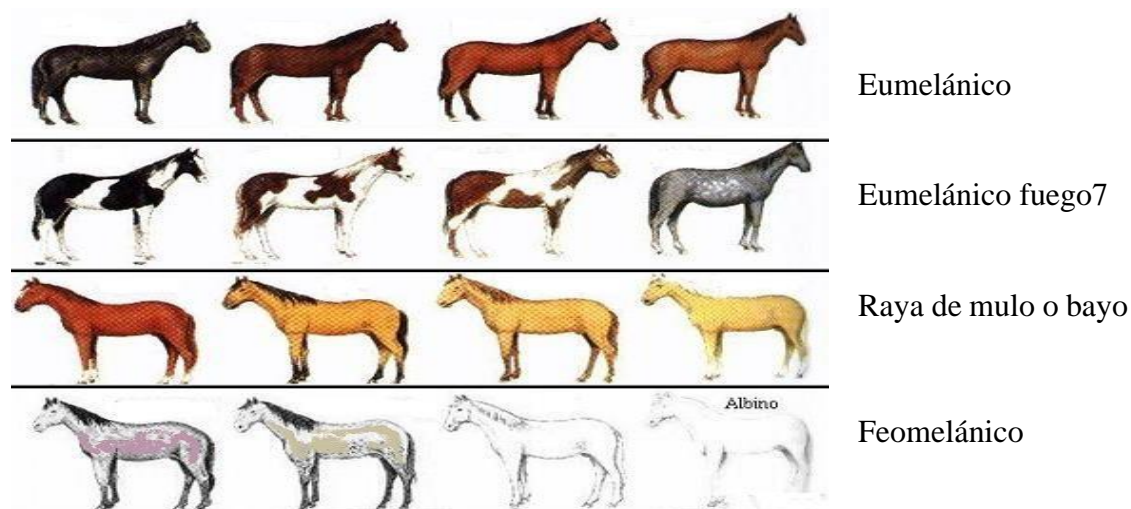 Eumelánico
Eumelánico fuego7
Raya de mulo o bayo
Albino
Feomelánico